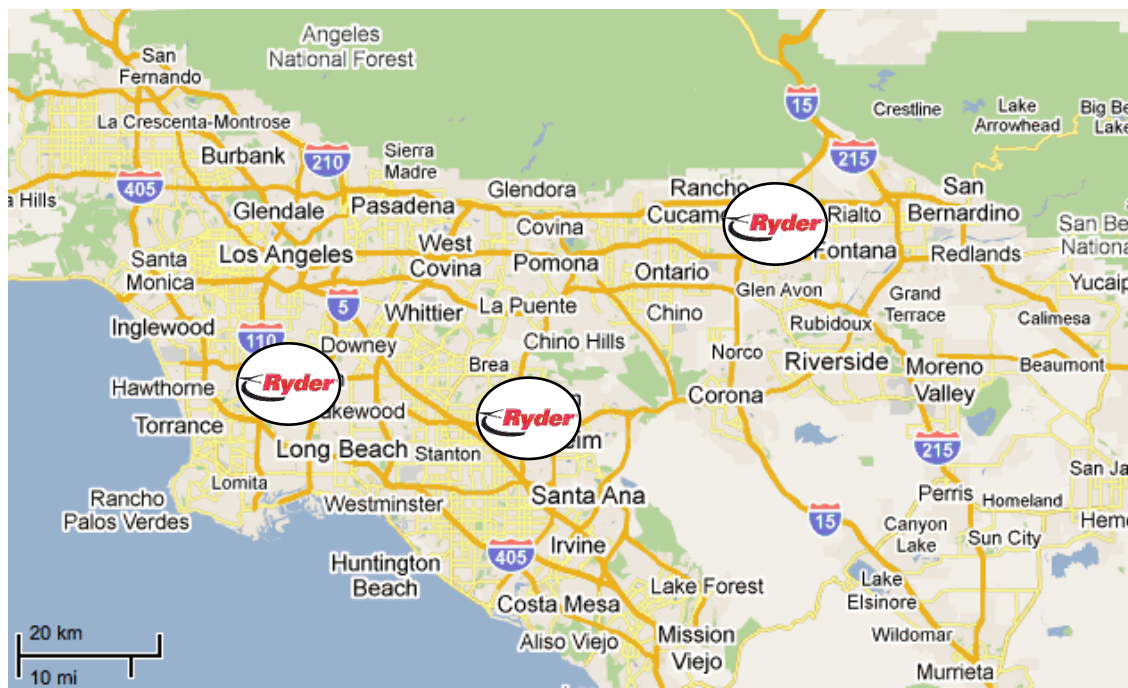 Angeles
National Forest
San
Fernando
La Crescenta-Montrose
Burbank
210
Sierra
Madre
15
Crestline
Lake
Arrowhead
Big Be
Lake
215
405
a Hills
Glendale
Pasadena
Glendora
Rancho
Cucam
Ryder
Rialto
San
Bernardino
San Be
Nationa
Los Angeles
West
Covina
Covina
Pomona
Ontario
Fontana
Redlands
Yucaip
Santa
Monica
5
Whittier
La Puente
Chino
Glen Avon
Grand
Terrace
Calimesa
Inglewood
110
Downey
Brea
Chino Hills
Norco
Rubidoux
Riverside
Moreno
Valley
Beaumont
Hawthorne
Ryder
n
kewood
Ryder
n
eim
Corona
Torrance
Long Beach
Stanton
215
San Ja
Lomita
Rancho
Palos Verdes
Westminster
Santa Ana
15
Perris
Homeland
Heme
Canyon
Lake
Sun City
Huntington
Beach
405
Irvine
Lake Forest
Lake
Elsinore
Costa Mesa
Wildomar
Aliso Viejo
Mission
Viejo
Murrieta
20 km
10 mi